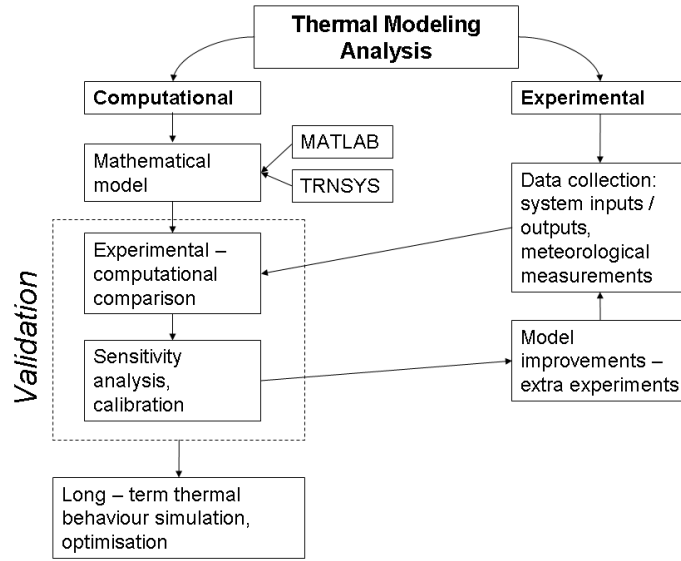 Thermal Modeling
Analysis
Computational
Experimental
Mathematical
model
MATLAB
TRNSYS
Data collection:
system inputs /
outputs,
meteorological
measurements
Validation
Experimental –
computational
comparison
Sensitivity
analysis,
calibration
Model
improvements –
extra experiments
Long – term thermal
behaviour simulation,
optimisation